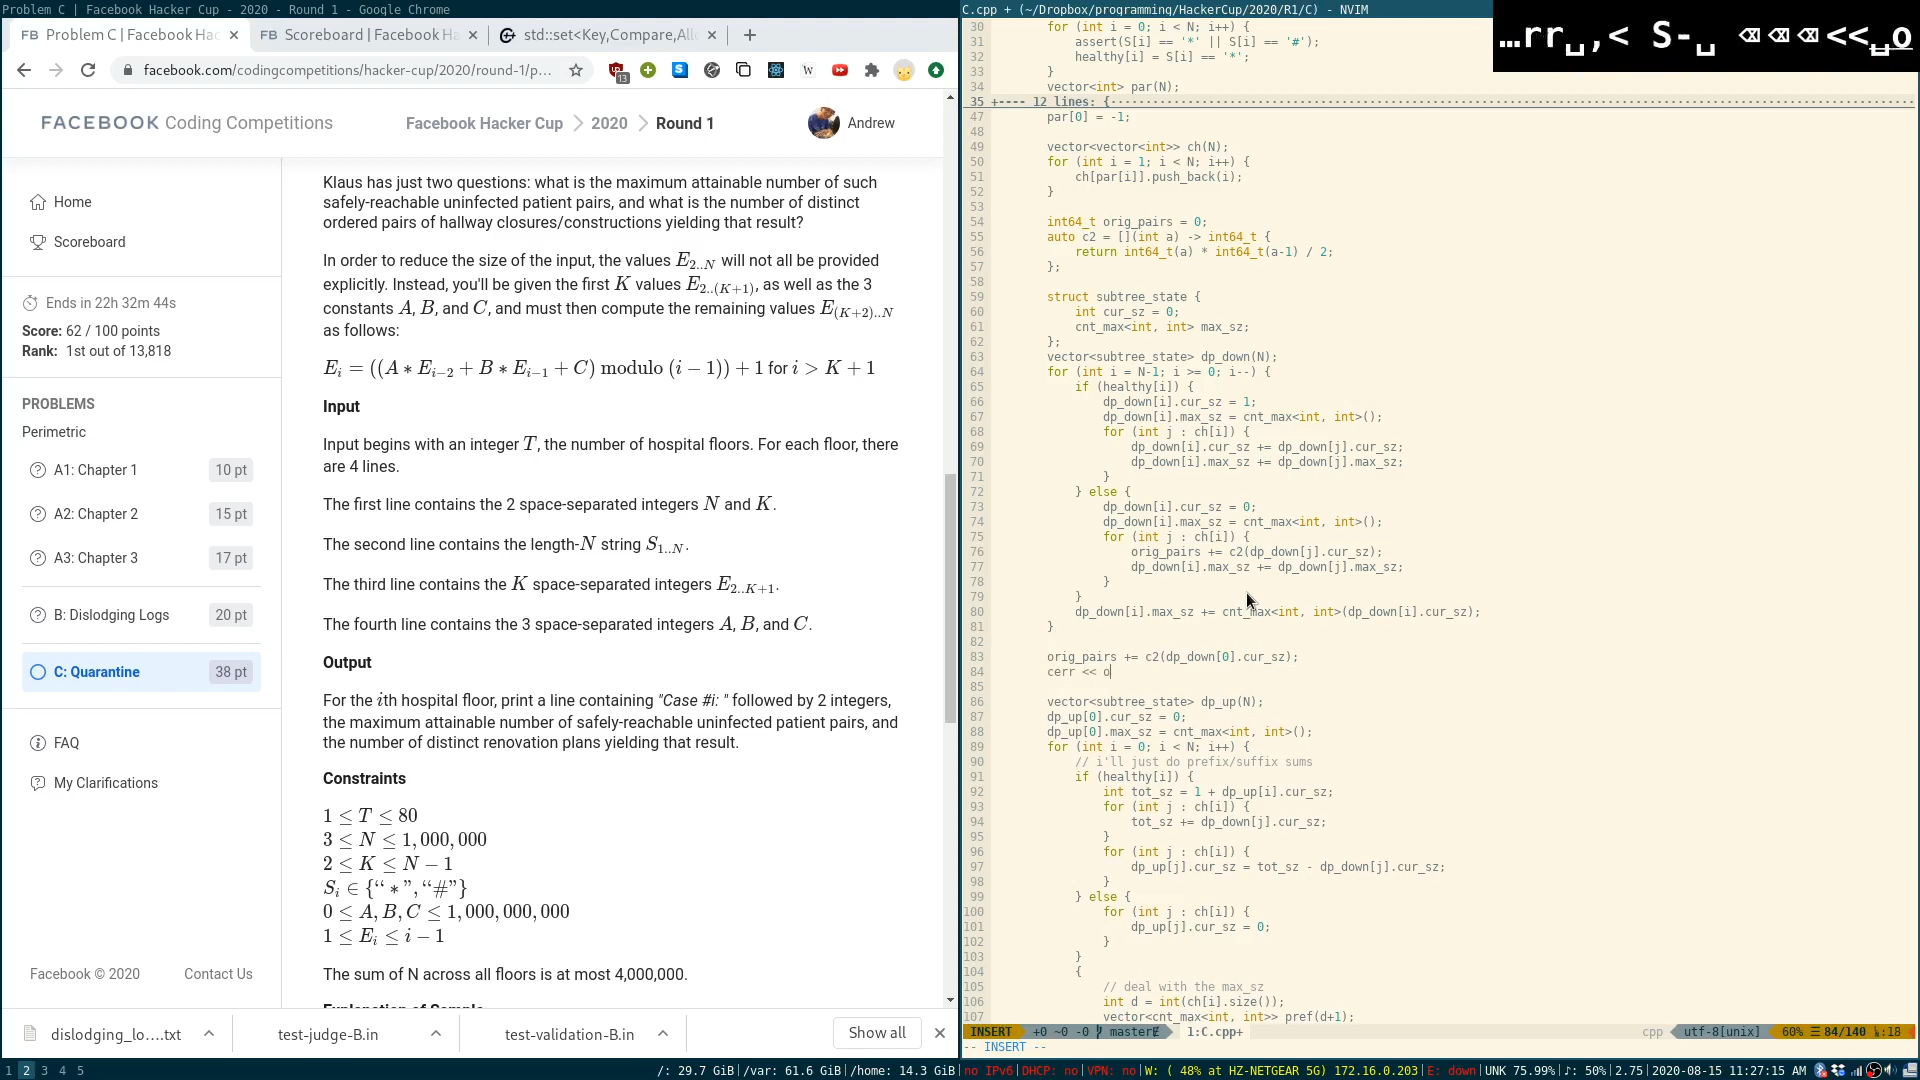 Problem C | Facebook Hacker Cup - 2020 - Round 1 - Google Chrome
FB Problem C | Facebook Hac ×
FB Scoreboard | Facebook Ha ×
std::set<Key,Compare,All ×
+
facebook.com/codingcompetitions/hacker-cup/2020/round-1/p...
13
FACEBOOK Coding Competitions
Facebook Hacker Cup > 2020 > Round 1
Andrew
Home
Scoreboard
Ends in 22h 32m 44s
Score: 62 / 100 points
Rank: 1st out of 13,818
PROBLEMS
Perimetric
A1: Chapter 1 10 pt
A2: Chapter 2 15 pt
A3: Chapter 3 17 pt
B: Dislodging Logs 20 pt
C: Quarantine 38 pt
FAQ
My Clarifications
Facebook © 2020 Contact Us
Klaus has just two questions: what is the maximum attainable number of such
safely-reachable uninfected patient pairs, and what is the number of distinct
ordered pairs of hallway closures/constructions yielding that result?
In order to reduce the size of the input, the values E2..N will not all be provided
explicitly. Instead, you'll be given the first K values E2..(K+1), as well as the 3
constants A, B, and C, and must then compute the remaining values E(K+2)..N
as follows:
Ei = ((A ∗ Ei−2 + B ∗ Ei−1 + C) modulo (i − 1)) + 1 for i > K + 1
Input
Input begins with an integer T, the number of hospital floors. For each floor, there
are 4 lines.
The first line contains the 2 space-separated integers N and K.
The second line contains the length-N string S1..N.
The third line contains the K space-separated integers E2..K+1.
The fourth line contains the 3 space-separated integers A, B, and C.
Output
For the ith hospital floor, print a line containing "Case #i: " followed by 2 integers,
the maximum attainable number of safely-reachable uninfected patient pairs, and
the number of distinct renovation plans yielding that result.
Constraints
1 ≤ T ≤ 80
3 ≤ N ≤ 1,000,000
2 ≤ K ≤ N − 1
Si ∈ {“∗”, “#”}
0 ≤ A, B, C ≤ 1,000,000,000
1 ≤ Ei ≤ i − 1
The sum of N across all floors is at most 4,000,000.
Explanation of Sample
dislodging_lo....txt
test-judge-B.in
test-validation-B.in
Show all ×
C.cpp + (~/Dropbox/programming/HackerCup/2020/R1/C) - NVIM
…rr␣,< S-␣ ⌫⌫⌫<<␣o
30 for (int i = 0; i < N; i++) {
31 assert(S[i] == '*' || S[i] == '#');
32 healthy[i] = S[i] == '*';
33 }
34 vector<int> par(N);
35 +---- 12 lines: {
47 par[0] = -1;
48
49 vector<vector<int>> ch(N);
50 for (int i = 1; i < N; i++) {
51 ch[par[i]].push_back(i);
52 }
53
54 int64_t orig_pairs = 0;
55 auto c2 = [](int a) -> int64_t {
56 return int64_t(a) * int64_t(a-1) / 2;
57 };
58
59 struct subtree_state {
60 int cur_sz = 0;
61 cnt_max<int, int> max_sz;
62 };
63 vector<subtree_state> dp_down(N);
64 for (int i = N-1; i >= 0; i--) {
65 if (healthy[i]) {
66 dp_down[i].cur_sz = 1;
67 dp_down[i].max_sz = cnt_max<int, int>();
68 for (int j : ch[i]) {
69 dp_down[i].cur_sz += dp_down[j].cur_sz;
70 dp_down[i].max_sz += dp_down[j].max_sz;
71 }
72 } else {
73 dp_down[i].cur_sz = 0;
74 dp_down[i].max_sz = cnt_max<int, int>();
75 for (int j : ch[i]) {
76 orig_pairs += c2(dp_down[j].cur_sz);
77 dp_down[i].max_sz += dp_down[j].max_sz;
78 }
79 }
80 dp_down[i].max_sz += cnt_max<int, int>(dp_down[i].cur_sz);
81 }
82
83 orig_pairs += c2(dp_down[0].cur_sz);
84 cerr << o
85
86 vector<subtree_state> dp_up(N);
87 dp_up[0].cur_sz = 0;
88 dp_up[0].max_sz = cnt_max<int, int>();
89 for (int i = 0; i < N; i++) {
90 // i'll just do prefix/suffix sums
91 if (healthy[i]) {
92 int tot_sz = 1 + dp_up[i].cur_sz;
93 for (int j : ch[i]) {
94 tot_sz += dp_down[j].cur_sz;
95 }
96 for (int j : ch[i]) {
97 dp_up[j].cur_sz = tot_sz - dp_down[j].cur_sz;
98 }
99 } else {
100 for (int j : ch[i]) {
101 dp_up[j].cur_sz = 0;
102 }
103 }
104 {
105 // deal with the max_sz
106 int d = int(ch[i].size());
107 vector<cnt_max<int, int>> pref(d+1);
INSERT +0 ~0 -0 master 1:C.cpp+ cpp utf-8[unix] 60% ☰ 84/140 :18
-- INSERT --
1 2 3 4 5
/: 29.7 GiB|/var: 61.6 GiB|/home: 14.3 GiB|no IPv6|DHCP: no|VPN: no|W: ( 48% at HZ-NETGEAR 5G) 172.16.0.203|E: down|UNK 75.99%|♪: 50%|2.75|2020-08-15 11:27:15 AM